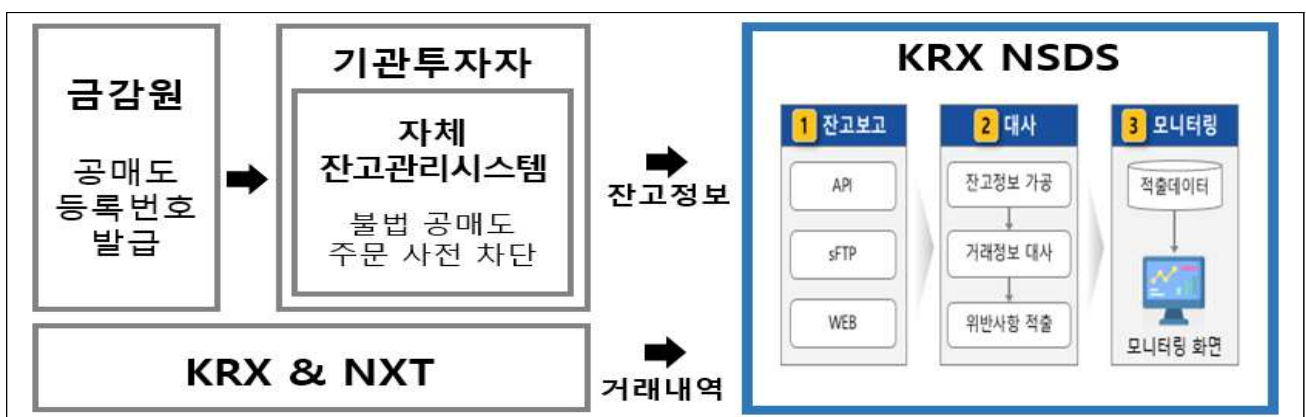 금감원
공매도
등록번호
발급
기관투자자
자체
잔고관리시스템
불법 공매도
주문 사전 차단
잔고정보
KRX & NXT
거래내역
KRX NSDS
1 잔고보고
API
sFTP
WEB
2 대사
잔고정보 가공
거래정보 대사
위반사항 적출
3 모니터링
적출데이터
모니터링 화면